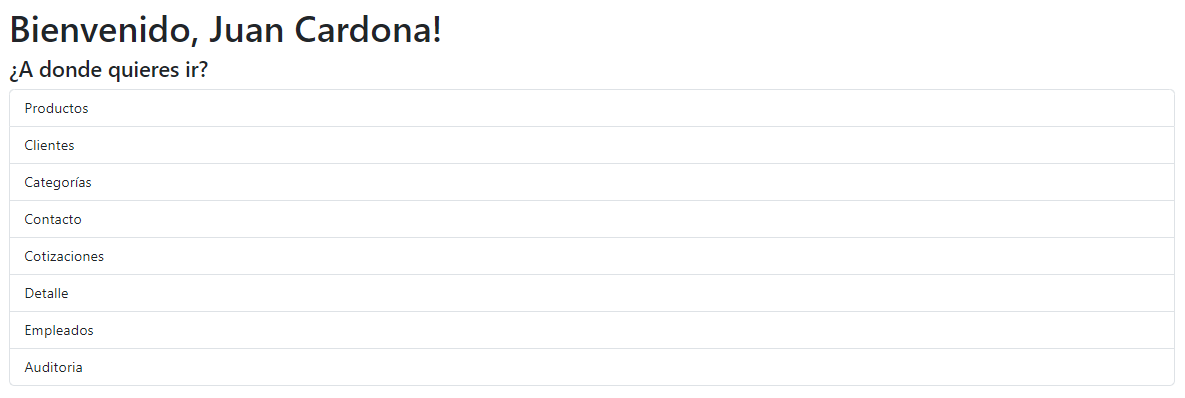 Bienvenido, Juan Cardona!
¿A donde quieres ir?
Productos
Clientes
Categorías
Contacto
Cotizaciones
Detalle
Empleados
Auditoria